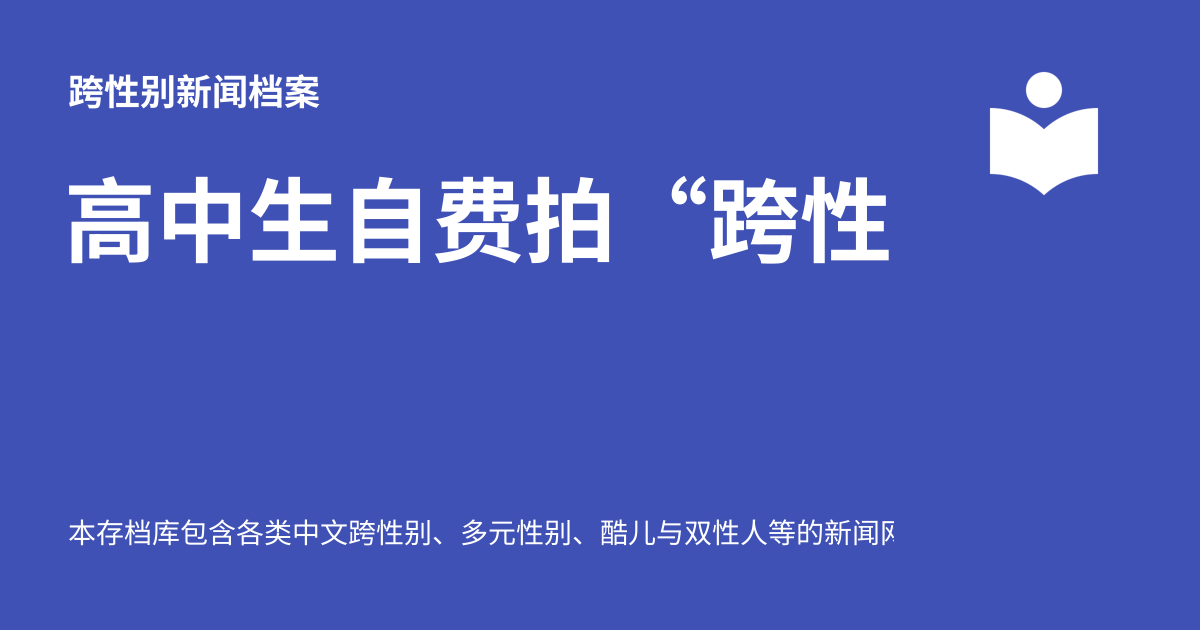 跨性别新闻档案
高中生自费拍“跨性
本存档库包含各类中文跨性别、多元性别、酷儿与双性人等的新闻